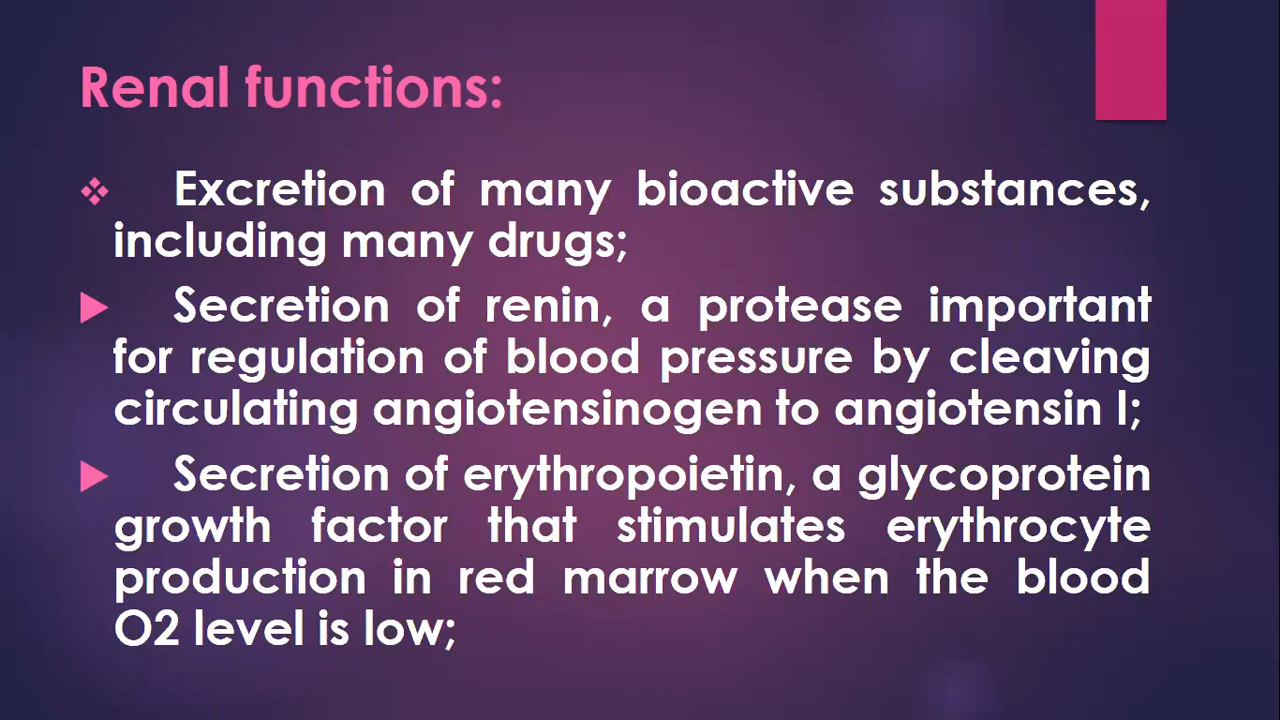 Renal functions:
Excretion of many bioactive substances,
including many drugs;
Secretion of renin, a protease important
for regulation of blood pressure by cleaving
circulating angiotensinogen to angiotensin I;
Secretion of erythropoietin, a glycoprotein
growth factor that stimulates erythrocyte
production in red marrow when the blood
O2 level is low;